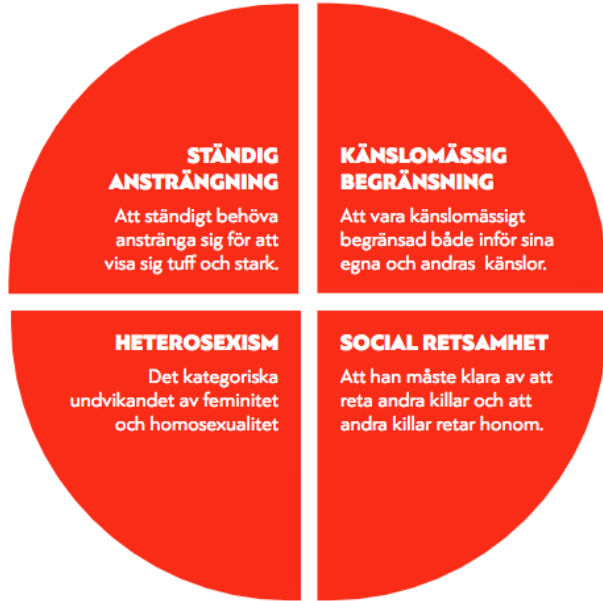 STÄNDIG
ANSTRÄNGNING
Att ständigt behöva
anstränga sig för att
visa sig tuff och stark.
KÄNSLOMÄSSIG
BEGRÄNSNING
Att vara känslomässigt
begränsad både inför sina
egna och andras känslor.
HETEROSEXISM
Det kategoriska
undvikandet av feminitet
och homosexualitet
SOCIAL RETSAMHET
Att han måste klara av att
reta andra killar och att
andra killar retar honom.